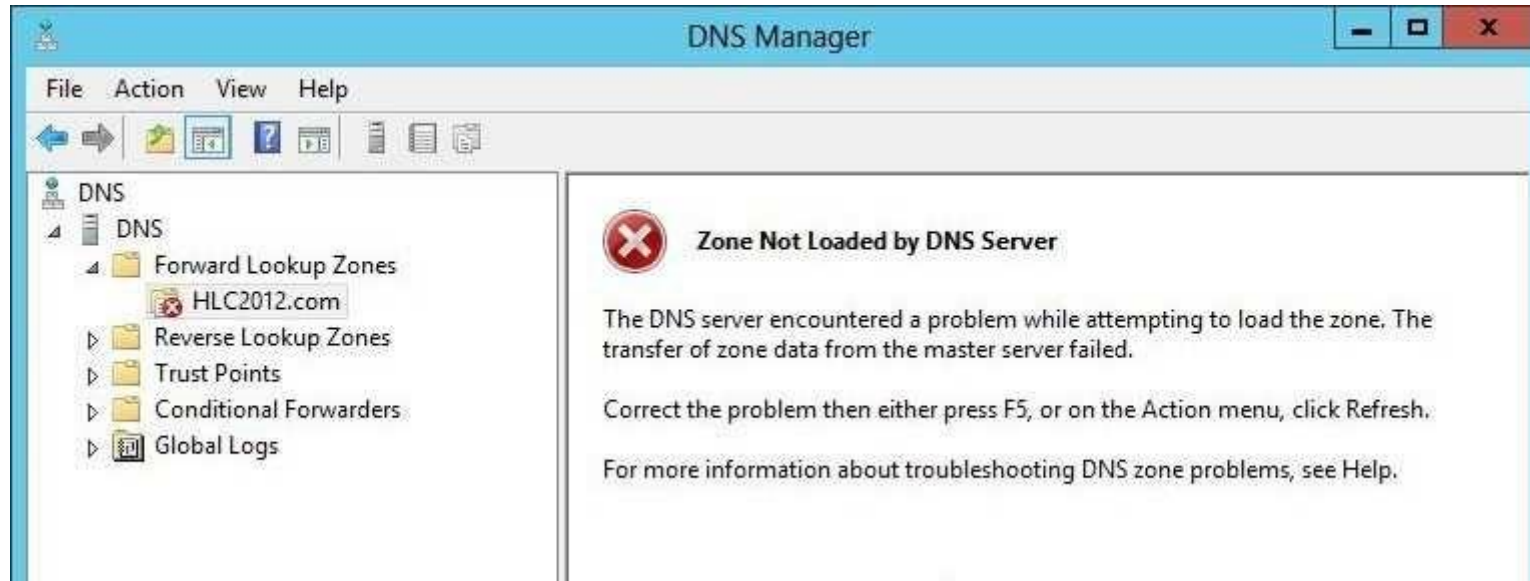 DNS Manager
File Action View Help
DNS
DNS
Forward Lookup Zones
HLC2012.com
Reverse Lookup Zones
Trust Points
Conditional Forwarders
Global Logs
Zone Not Loaded by DNS Server
The DNS server encountered a problem while attempting to load the zone. The
transfer of zone data from the master server failed.
Correct the problem then either press F5, or on the Action menu, click Refresh.
For more information about troubleshooting DNS zone problems, see Help.